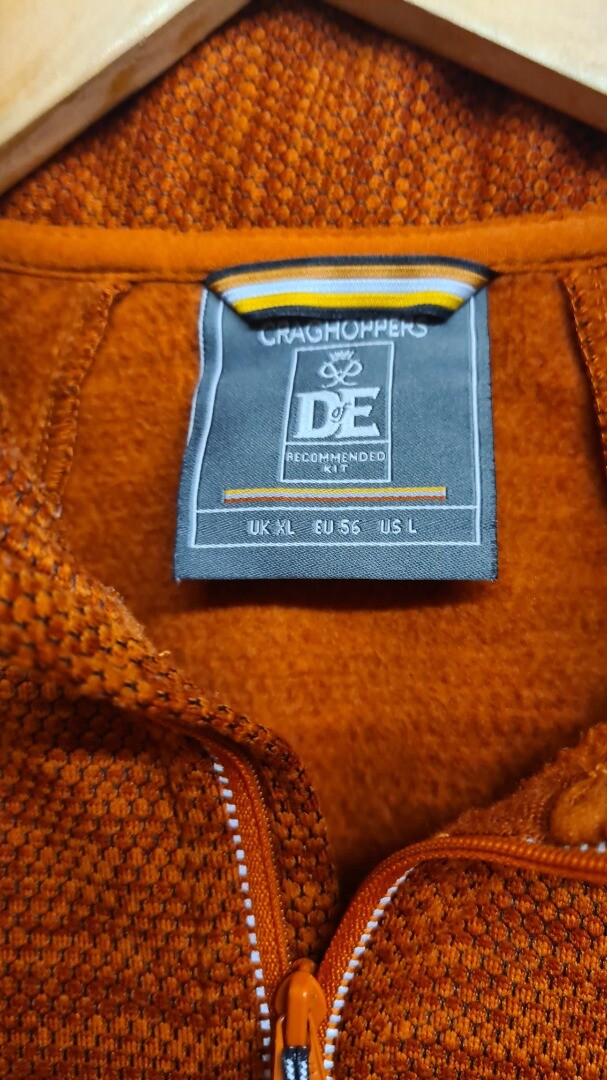 CRAGHOPPERS
DofE
RECOMMENDED
KIT
UK XL EU 56 US L